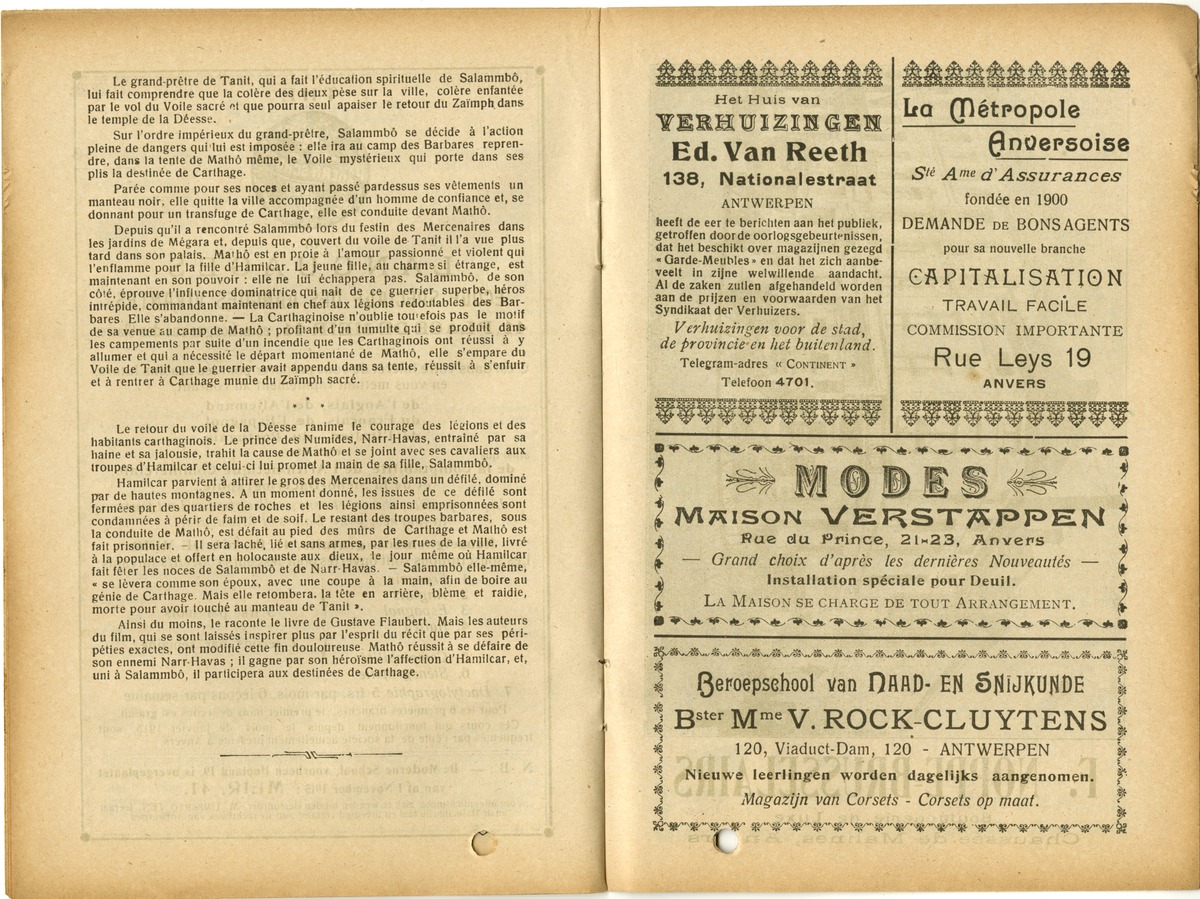 Le grand-prêtre de Tanit, qui a fait l'éducation spirituelle de Salammbô,
lui fait comprendre que la colère des dieux pèse sur la ville, colère enfantée
par le vol du Voile sacré et que pourra seul apaiser le retour du Zaïmph dans
le temple de la Déesse.
Sur l'ordre impérieux du grand-prêtre, Salammbô se décide à l'action
pleine de dangers qui lui est imposée : elle ira au camp des Barbares repren-
dre, dans la tente de Mathô même, le Voile mystérieux qui porte dans ses
plis la destinée de Carthage.
Parée comme pour ses noces et ayant passé pardessus ses vêtements un
manteau noir, elle quitte la ville accompagnée d'un homme de confiance et, se
donnant pour un transfuge de Carthage, elle est conduite devant Mathô.
Depuis qu'il a rencontré Salammbô lors du festin des Mercenaires dans
les jardins de Mégara et, depuis que, couvert du voile de Tanit il l'a vue plus
tard dans son palais. Mathô est en proie à l'amour passionné et violent qui
l'enflamme pour la fille d'Hamilcar. La jeune fille, au charme si étrange, est
maintenant en son pouvoir : elle ne lui échappera pas. Salammbô, de son
côté, éprouve l'influence dominatrice qui nait de ce guerrier superbe, héros
intrépide, commandant maintenant en chef aux légions redoutables des Bar-
bares Elle s'abandonne. — La Carthaginoise n'oublie toutefois pas le motif
de sa venue au camp de Mathô ; profitant d'un tumulte qui se produit dans
les campements par suite d'un incendie que les Carthaginois ont réussi à y
allumer et qui a nécessité le départ momentané de Mathô, elle s'empare du
Voile de Tanit que le guerrier avait appendu dans sa tente, réussit à s'enfuir
et à rentrer à Carthage munie du Zaïmph sacré.
Le retour du voile de la Déesse ranime le courage des légions et des
habitants carthaginois. Le prince des Numides, Narr-Havas, entraîné par sa
haine et sa jalousie, trahit la cause de Mathô et se joint avec ses cavaliers aux
troupes d'Hamilcar et celui-ci lui promet la main de sa fille, Salammbô.
Hamilcar parvient à attirer le gros des Mercenaires dans un défilé, dominé
par de hautes montagnes. A un moment donné, les issues de ce défilé sont
fermées par des quartiers de roches et les légions ainsi emprisonnées sont
condamnées à périr de faim et de soif. Le restant des troupes barbares, sous
la conduite de Mathô, est défait au pied des mûrs de Carthage et Mathô est
fait prisonnier. — Il sera laché, lié et sans armes, par les rues de la ville, livré
à la populace et offert en holocauste aux dieux, le jour même où Hamilcar
fait fêter les noces de Salammbô et de Narr-Havas. — Salammbô elle-même,
« se lèvera comme son époux, avec une coupe à la main, afin de boire au
génie de Carthage. Mais elle retombera. la tête en arrière, blême et raidie,
morte pour avoir touché au manteau de Tanit ».
Ainsi du moins, le raconte le livre de Gustave Flaubert. Mais les auteurs
du film, qui se sont laissés inspirer plus par l'esprit du récit que par ses péri-
péties exactes, ont modifié cette fin douloureuse Mathô réussit à se défaire de
son ennemi Narr-Havas ; il gagne par son héroïsme l'affection d'Hamilcar, et,
uni à Salammbô, il participera aux destinées de Carthage.
Het Huis van
VERHUIZINGEN
Ed. Van Reeth
138, Nationalestraat
ANTWERPEN
heeft de eer te berichten aan het publiek,
getroffen door de oorlogsgebeurtenissen,
dat het beschikt over magazijnen gezegd
« Garde-Meubles » en dat het zich aanbe-
veelt in zijne welwillende aandacht.
Al de zaken zullen afgehandeld worden
aan de prijzen en voorwaarden van het
Syndikaat der Verhuizers.
Verhuizingen voor de stad,
de provincie en het buitenland.
Telegram-adres « CONTINENT »
Telefoon 4701.
La Métropole
Anversoise
Sté Ame d'Assurances
fondée en 1900
DEMANDE DE BONS AGENTS
pour sa nouvelle branche
CAPITALISATION
TRAVAIL FACILE
COMMISSION IMPORTANTE
Rue Leys 19
ANVERS
MODES
MAISON VERSTAPPEN
Rue du Prince, 21-23, Anvers
— Grand choix d'après les dernières Nouveautés —
Installation spéciale pour Deuil.
LA MAISON SE CHARGE DE TOUT ARRANGEMENT.
Beroepschool van NAAD- EN SNIJKUNDE
Bster Mme V. ROCK-CLUYTENS
120, Viaduct-Dam, 120 - ANTWERPEN
Nieuwe leerlingen worden dagelijks aangenomen.
Magazijn van Corsets - Corsets op maat.